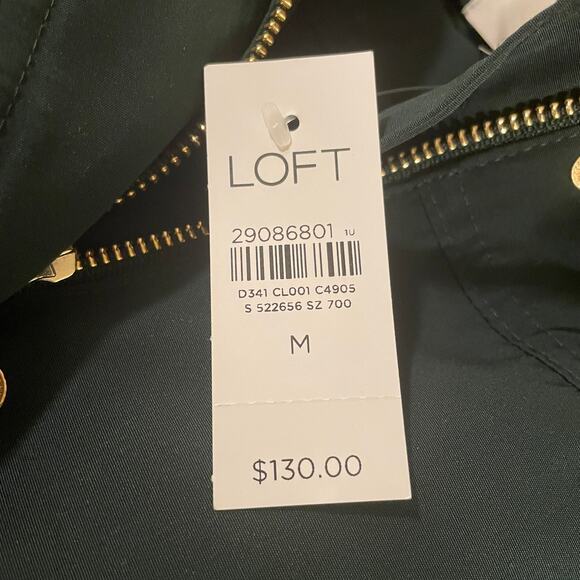 LOFT
29086801 1U
D341 CL001 C4905
S 522656 SZ 700
M
$130.00